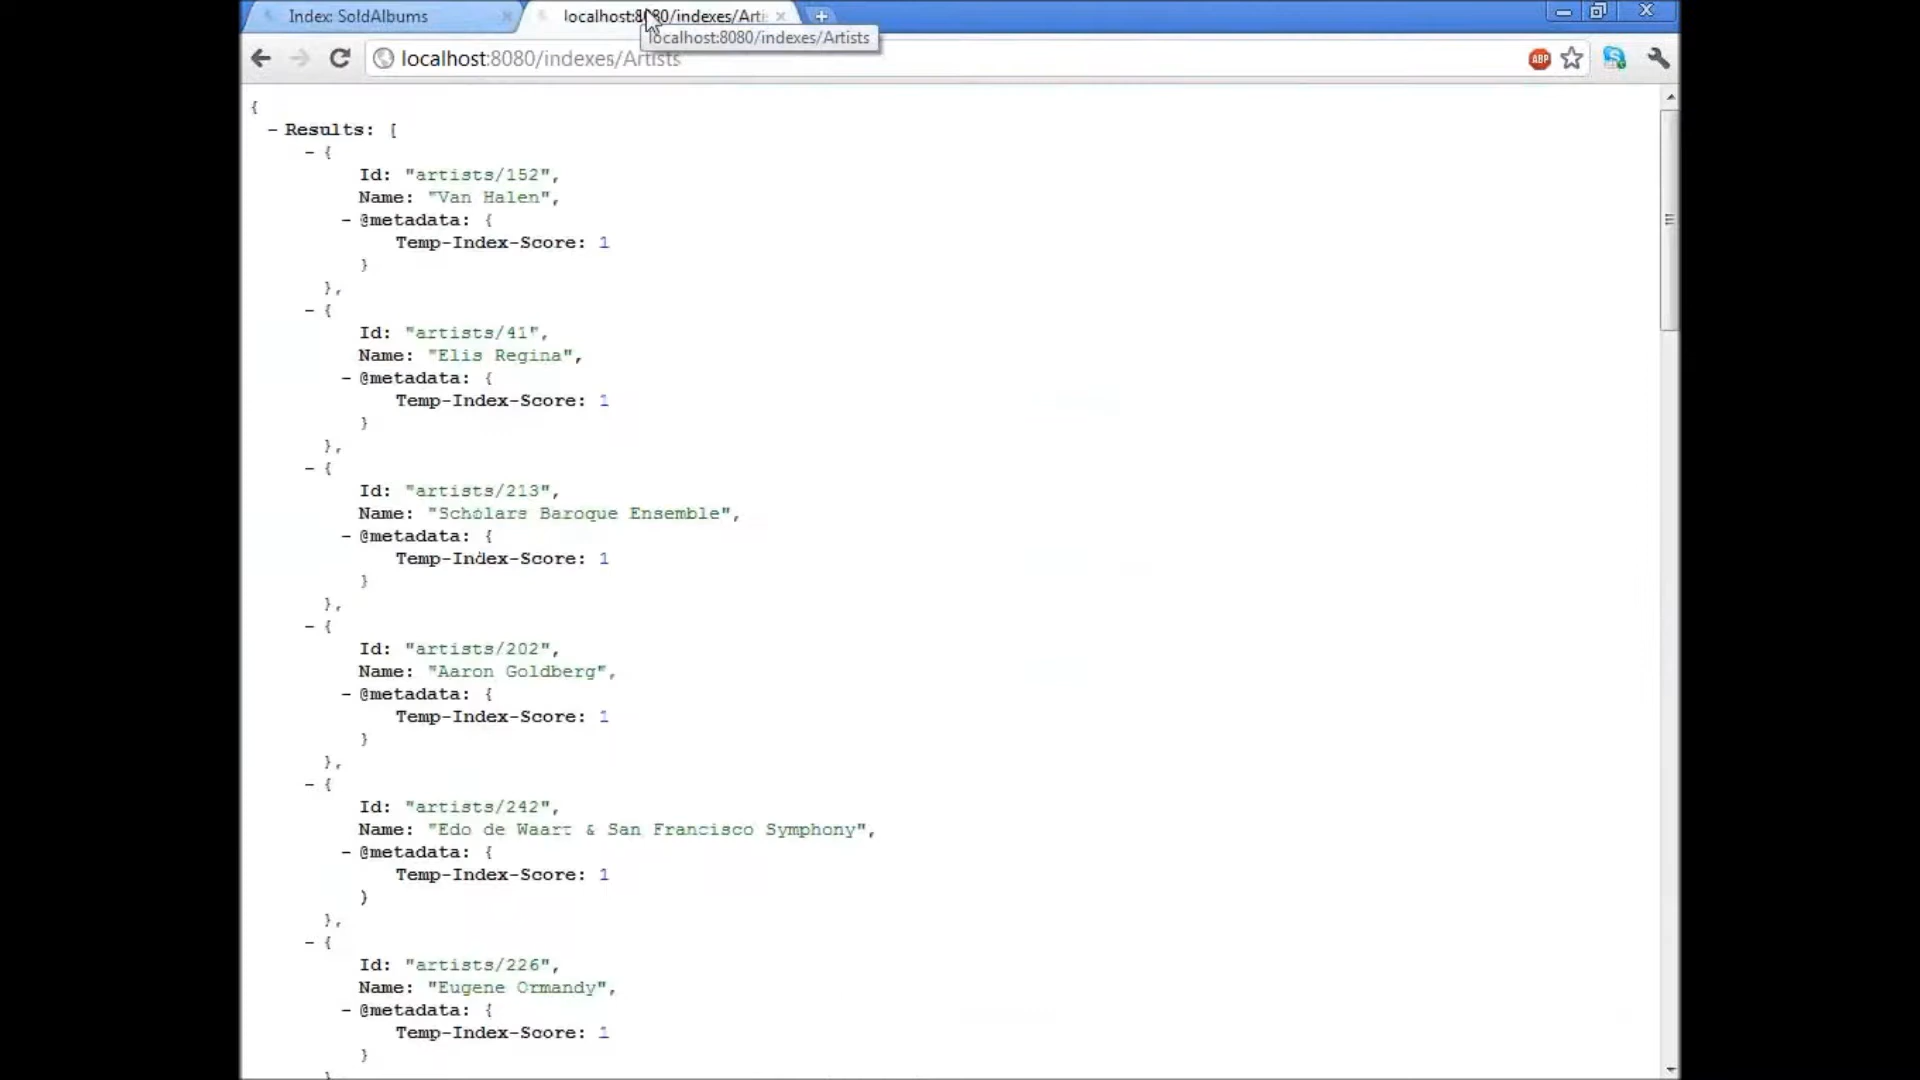 Index: SoldAlbums
localhost:8080/indexes/Arti
localhost:8080/indexes/Artists
localhost:8080/indexes/Artists
ABP
{
- Results: [
- {
Id: "artists/152",
Name: "Van Halen",
- @metadata: {
Temp-Index-Score: 1
}
},
- {
Id: "artists/41",
Name: "Elis Regina",
- @metadata: {
Temp-Index-Score: 1
}
},
- {
Id: "artists/213",
Name: "Scholars Baroque Ensemble",
- @metadata: {
Temp-Index-Score: 1
}
},
- {
Id: "artists/202",
Name: "Aaron Goldberg",
- @metadata: {
Temp-Index-Score: 1
}
},
- {
Id: "artists/242",
Name: "Edo de Waart & San Francisco Symphony",
- @metadata: {
Temp-Index-Score: 1
}
},
- {
Id: "artists/226",
Name: "Eugene Ormandy",
- @metadata: {
Temp-Index-Score: 1
}
}